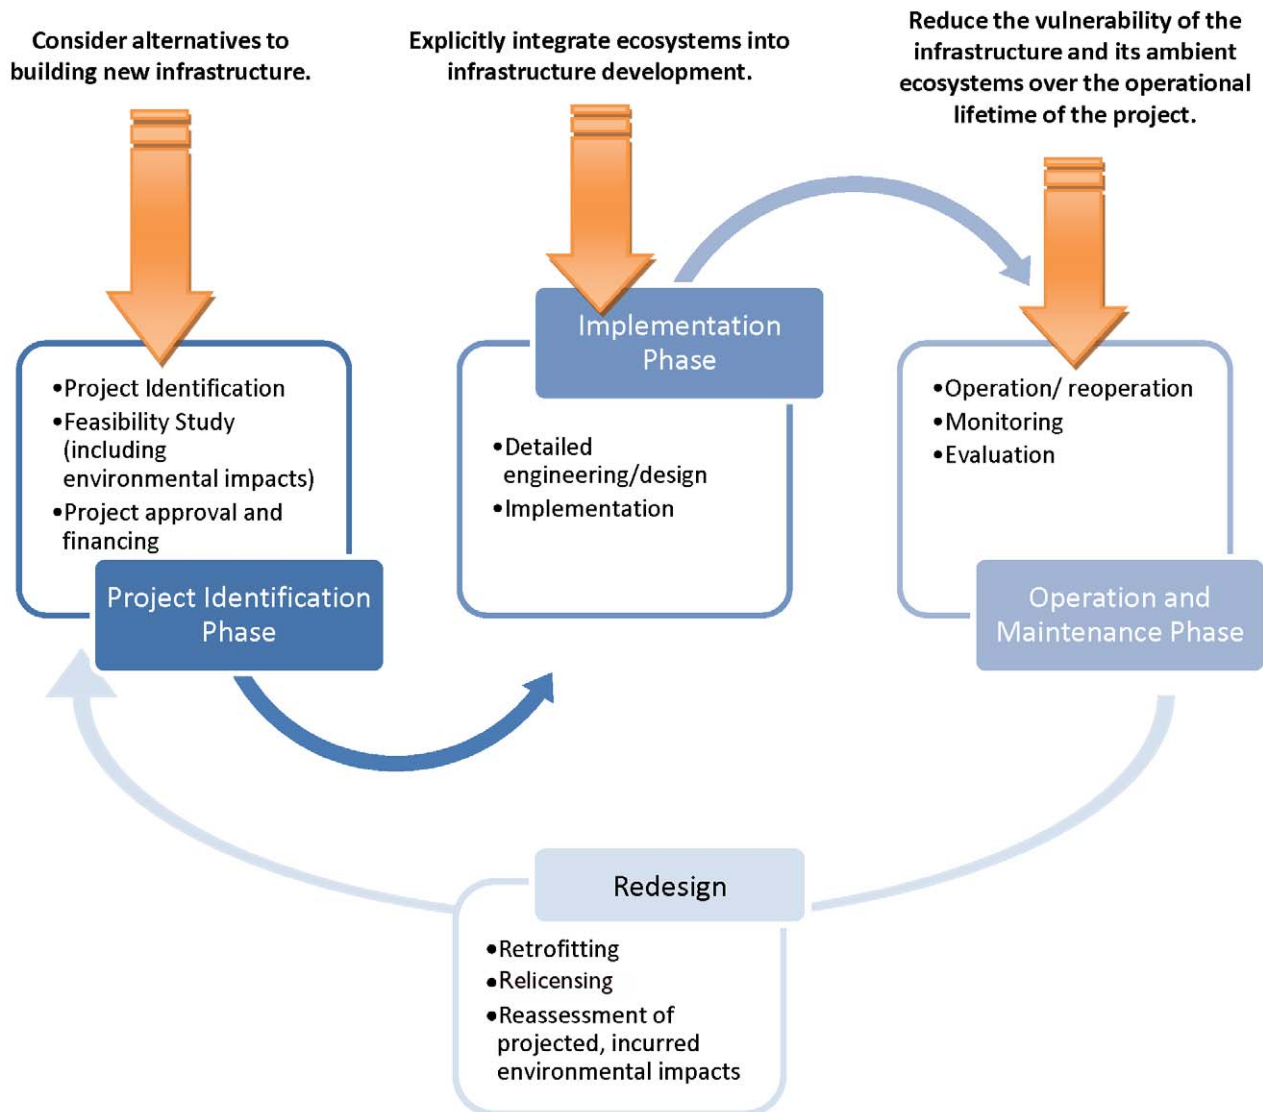 Consider alternatives to
building new infrastructure.
Explicitly integrate ecosystems into
infrastructure development.
Reduce the vulnerability of the
infrastructure and its ambient
ecosystems over the operational
lifetime of the project.
•Project Identification
•Feasibility Study
(including
environmental impacts)
•Project approval and
financing
Project Identification
Phase
Implementation
Phase
•Detailed
engineering/design
•Implementation
•Operation/ reoperation
•Monitoring
•Evaluation
Operation and
Maintenance Phase
Redesign
•Retrofitting
•Relicensing
•Reassessment of
projected, incurred
environmental impacts